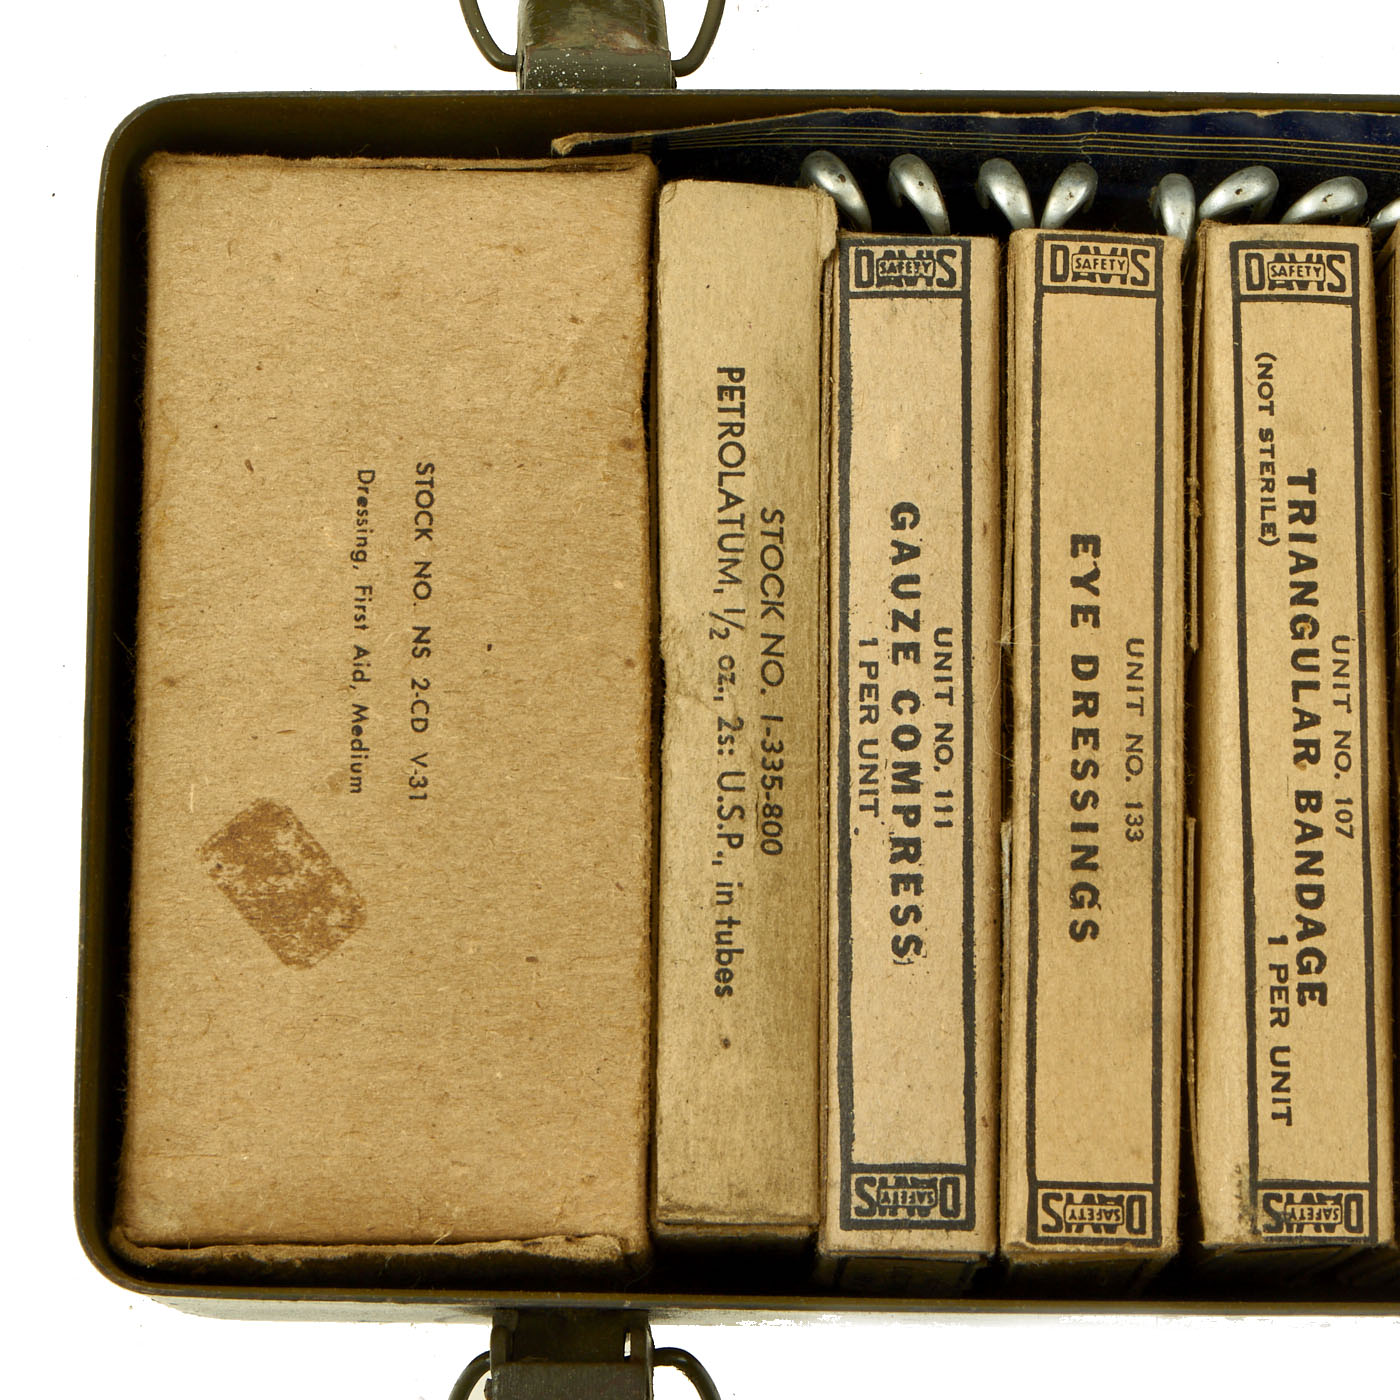 STOCK NO. NS 2-CD V-31
Dressing, First Aid, Medium
STOCK NO. 1-335-800
PETROLATUM, 1/2 oz., 2s: U.S.P., in tubes
DAVIS
SAFETY
UNIT NO. 111
GAUZE COMPRESS
1 PER UNIT
DAVIS
SAFETY
DAVIS
SAFETY
UNIT NO. 133
EYE DRESSINGS
DAVIS
SAFETY
DAVIS
SAFETY
UNIT NO. 107
TRIANGULAR BANDAGE
(NOT STERILE)
1 PER UNIT
DAVIS
SAFETY